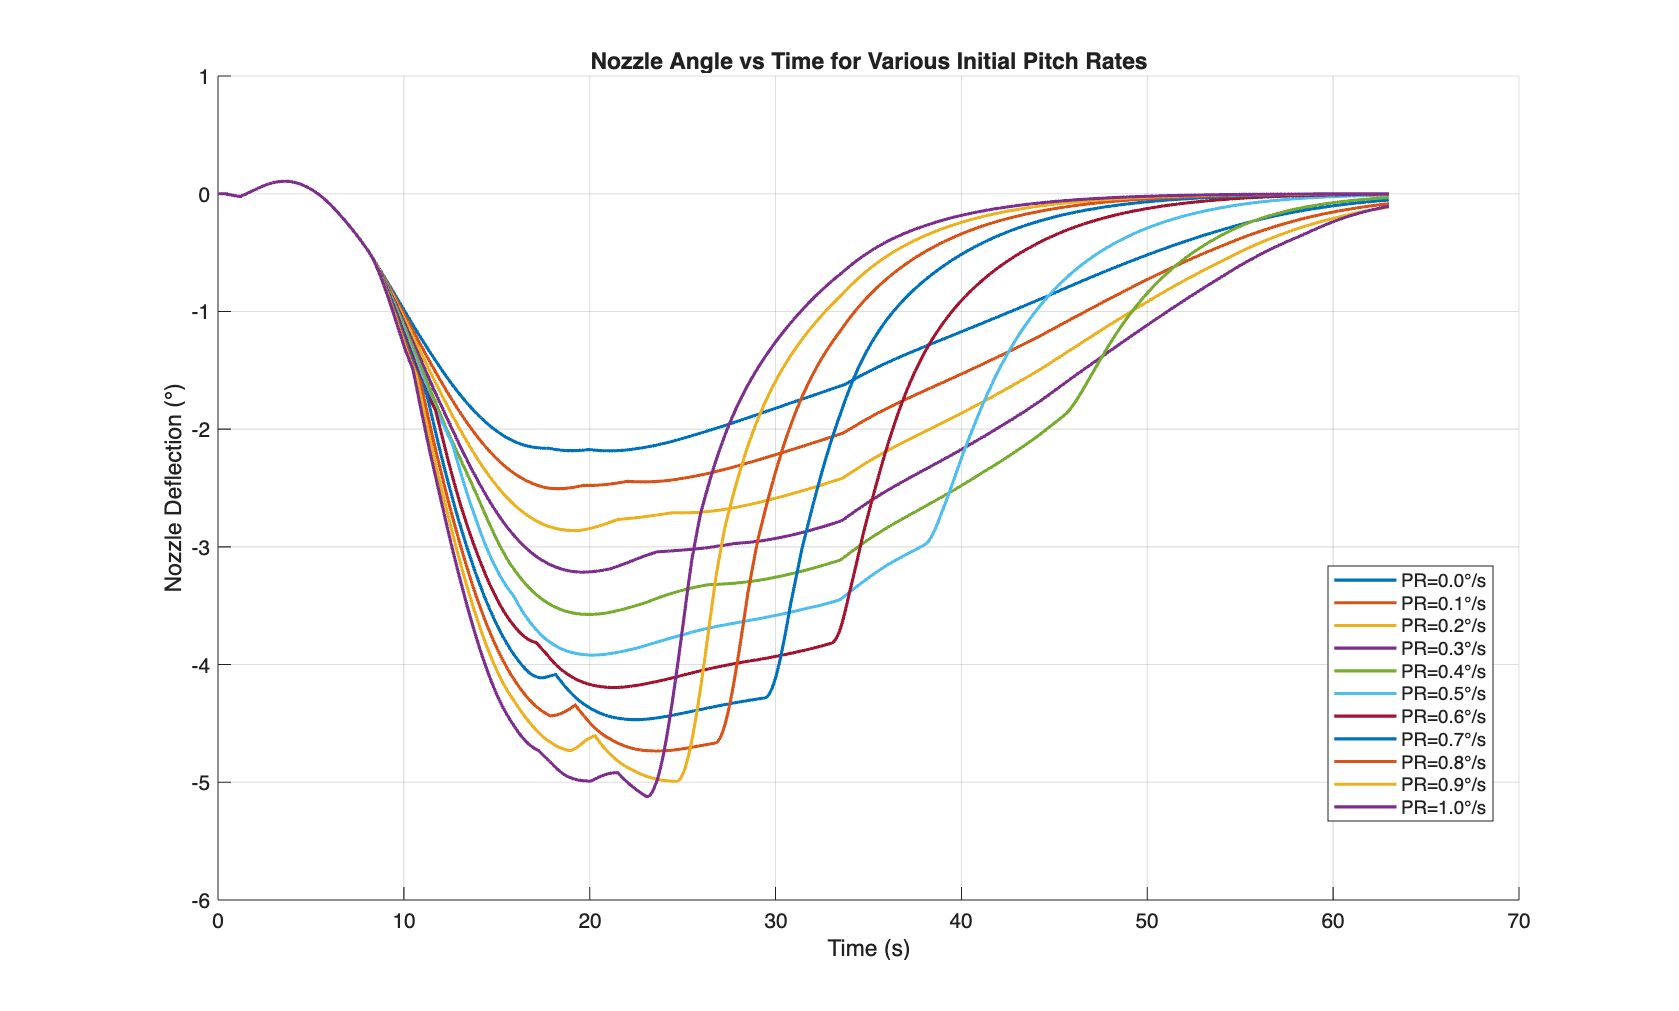 Nozzle Angle vs Time for Various Initial Pitch Rates
1
0
-1
-2
-3
-4
-5
-6
Nozzle Deflection (°)
0 10 20 30 40 50 60 70
Time (s)
PR=0.0°/s
PR=0.1°/s
PR=0.2°/s
PR=0.3°/s
PR=0.4°/s
PR=0.5°/s
PR=0.6°/s
PR=0.7°/s
PR=0.8°/s
PR=0.9°/s
PR=1.0°/s